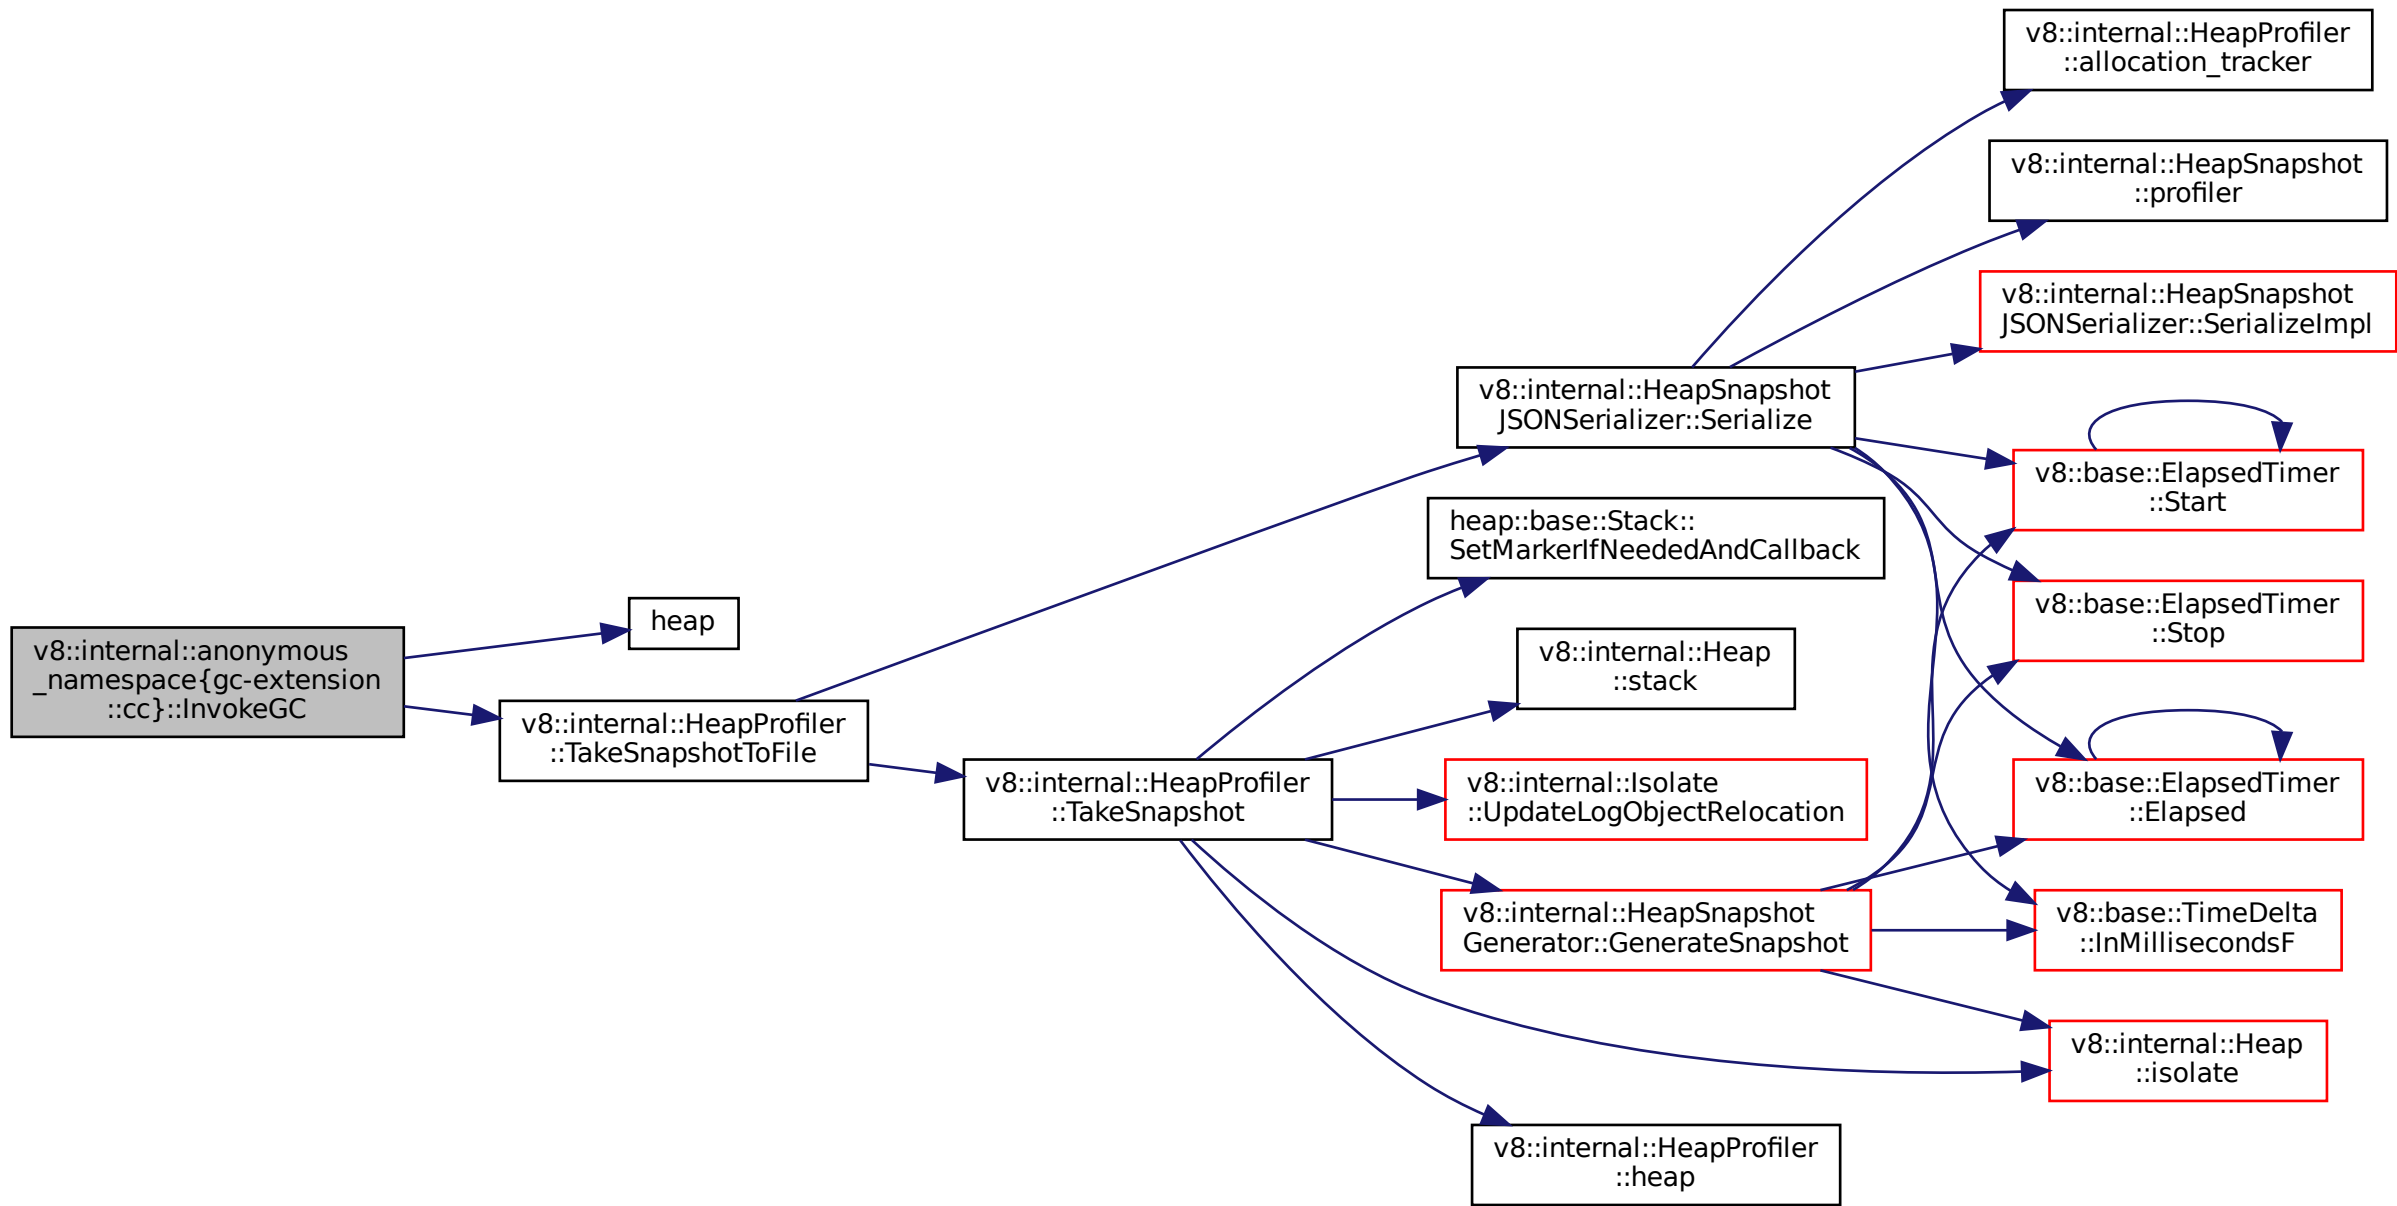 v8::internal::anonymous
_namespace{gc-extension
::cc}::InvokeGC
heap
v8::internal::HeapProfiler
::TakeSnapshotToFile
v8::internal::HeapProfiler
::TakeSnapshot
v8::internal::HeapSnapshot
JSONSerializer::Serialize
heap::base::Stack::
SetMarkerIfNeededAndCallback
v8::internal::Heap
::stack
v8::internal::Isolate
::UpdateLogObjectRelocation
v8::internal::HeapSnapshot
Generator::GenerateSnapshot
v8::internal::HeapProfiler
::heap
v8::internal::HeapProfiler
::allocation_tracker
v8::internal::HeapSnapshot
::profiler
v8::internal::HeapSnapshot
JSONSerializer::SerializeImpl
v8::base::ElapsedTimer
::Start
v8::base::ElapsedTimer
::Stop
v8::base::ElapsedTimer
::Elapsed
v8::base::TimeDelta
::InMillisecondsF
v8::internal::Heap
::isolate